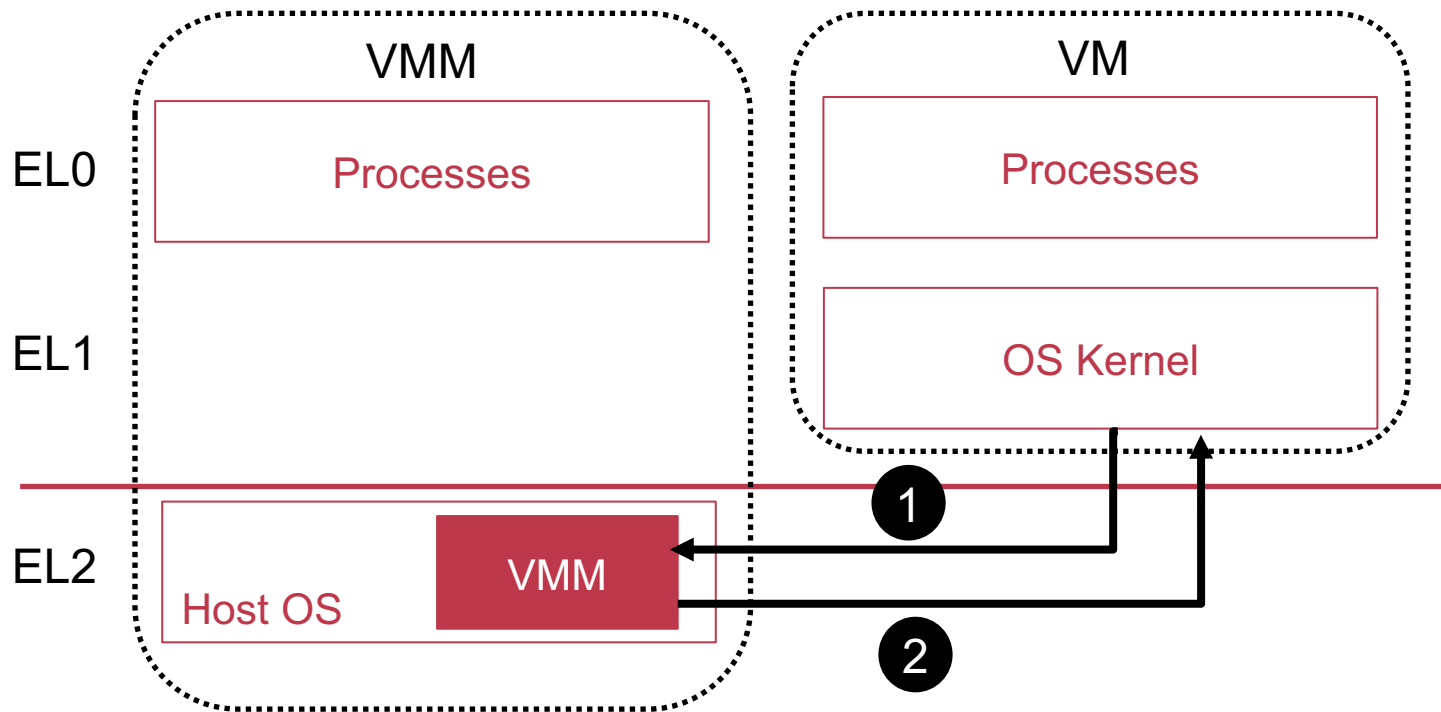 VMM
VM
EL0
Processes
Processes
EL1
OS Kernel
1
EL2
Host OS
VMM
2